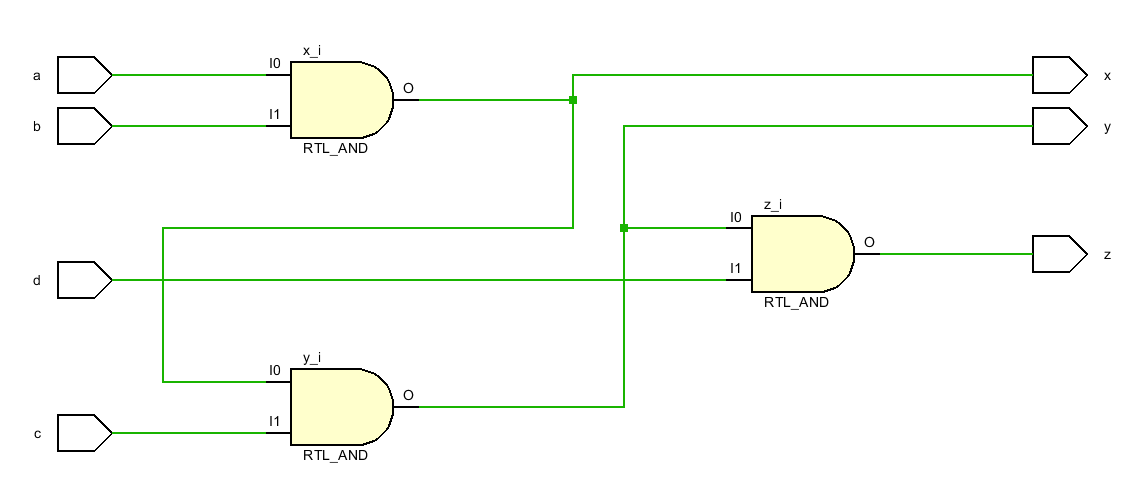 x_i
a
I0
O
x
b
I1
y
RTL_AND
z_i
I0
O
z
d
I1
RTL_AND
y_i
I0
O
c
I1
RTL_AND